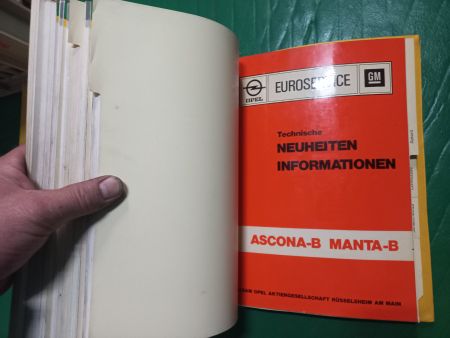 OPEL
EUROSERVICE
GM
Technische
NEUHEITEN
INFORMATIONEN
ASCONA-B MANTA-B
ADAM OPEL AKTIENGESELLSCHAFT RÜSSELSHEIM AM MAIN